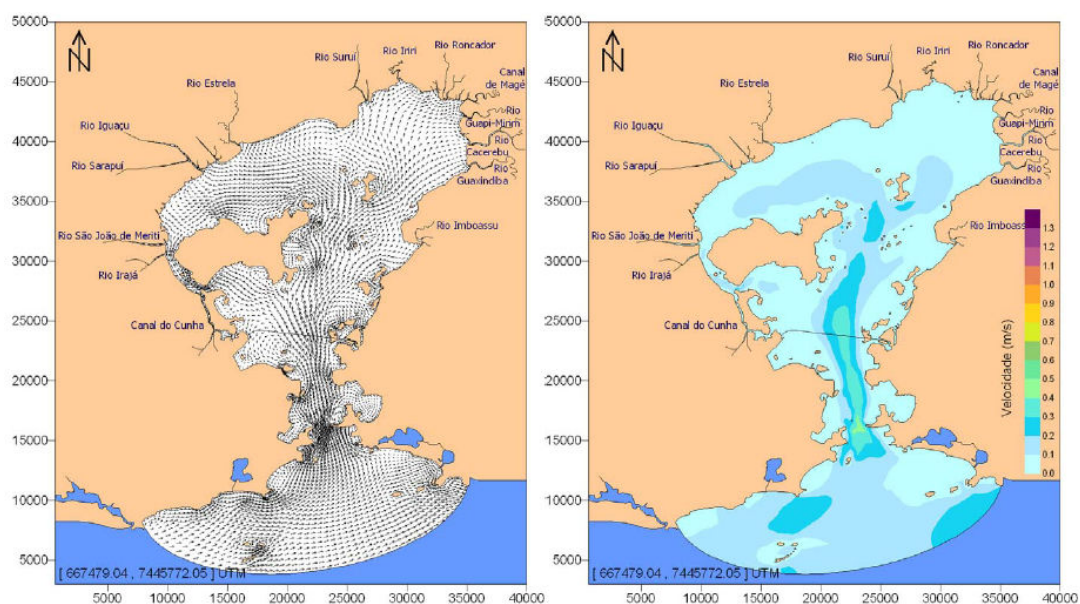 50000
45000
40000
35000
30000
25000
20000
15000
10000
5000
N
Rio Suruí
Rio Iriri
Rio Roncador
Canal
de Magé
Rio Estrela
Rio
Guapi-Mirim
Rio Iguaçu
Rio
Cacerebu
Rio Sarapuí
Rio
Guaxindiba
Rio Imboassu
Rio São João de Meriti
Rio Irajá
Canal do Cunha
[ 667479.04 , 7445772.05 ] UTM
5000 10000 15000 20000 25000 30000 35000 40000
50000
45000
40000
35000
30000
25000
20000
15000
10000
5000
N
Rio Suruí
Rio Iriri
Rio Roncador
Canal
de Magé
Rio Estrela
Rio
Guapi-Mirim
Rio Iguaçu
Rio
Cacerebu
Rio Sarapuí
Rio
Guaxindiba
Rio Imboassu
Rio São João de Meriti
Rio Irajá
Canal do Cunha
Velocidade (m/s)
1.3
1.2
1.1
1.0
0.9
0.8
0.7
0.6
0.5
0.4
0.3
0.2
0.1
0.0
[ 667479.04 , 7445772.05 ] UTM
5000 10000 15000 20000 25000 30000 35000 40000